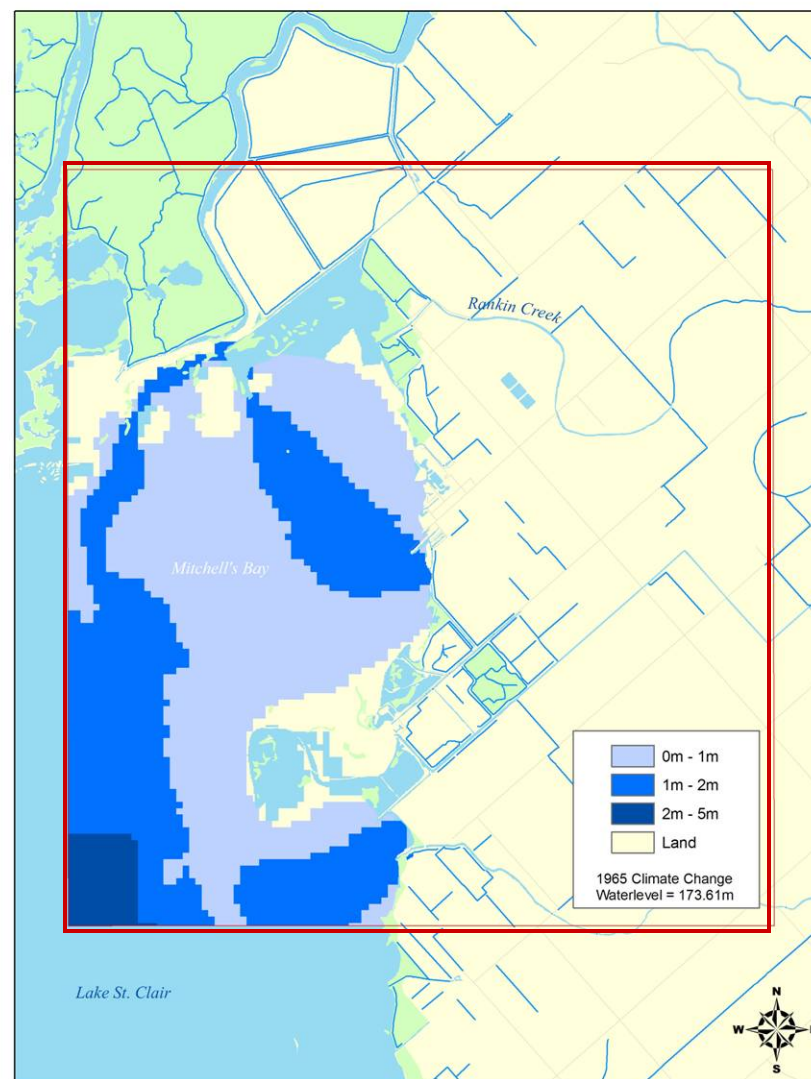 Rankin Creek
Mitchell's Bay
0m - 1m
1m - 2m
2m - 5m
Land
1965 Climate Change
Waterlevel = 173.61m
Lake St. Clair
N
W
S